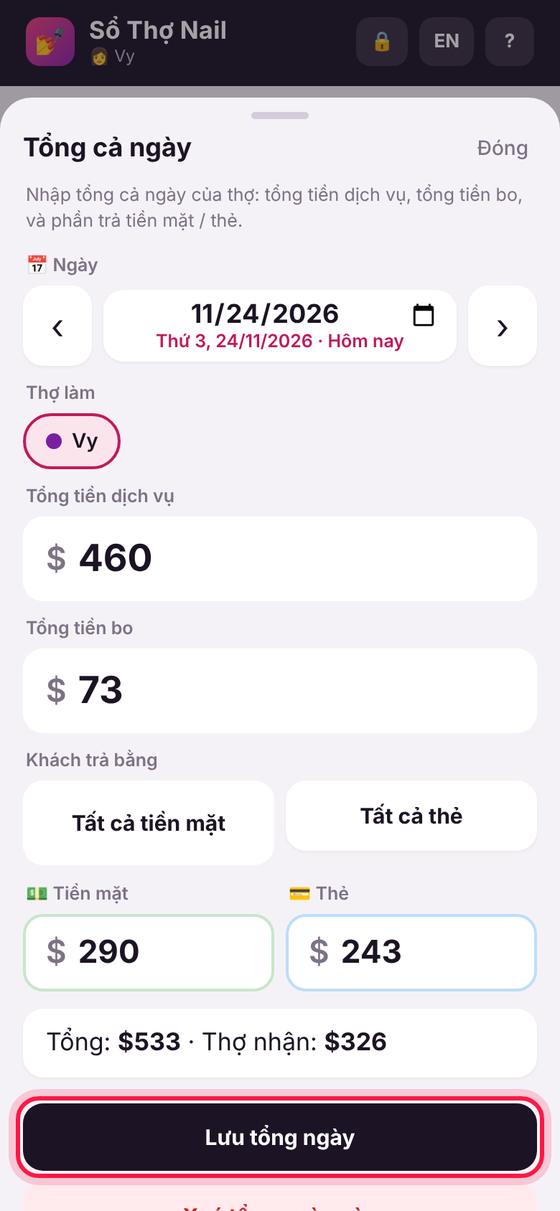 Sổ Thợ Nail
Vy
EN
?
Tổng cả ngày
Đóng
Nhập tổng cả ngày của thợ: tổng tiền dịch vụ, tổng tiền bo,
và phần trả tiền mặt / thẻ.
Ngày
‹
11/24/2026
Thứ 3, 24/11/2026 · Hôm nay
›
Thợ làm
Vy
Tổng tiền dịch vụ
$ 460
Tổng tiền bo
$ 73
Khách trả bằng
Tất cả tiền mặt
Tất cả thẻ
Tiền mặt
Thẻ
$ 290
$ 243
Tổng: $533 · Thợ nhận: $326
Lưu tổng ngày